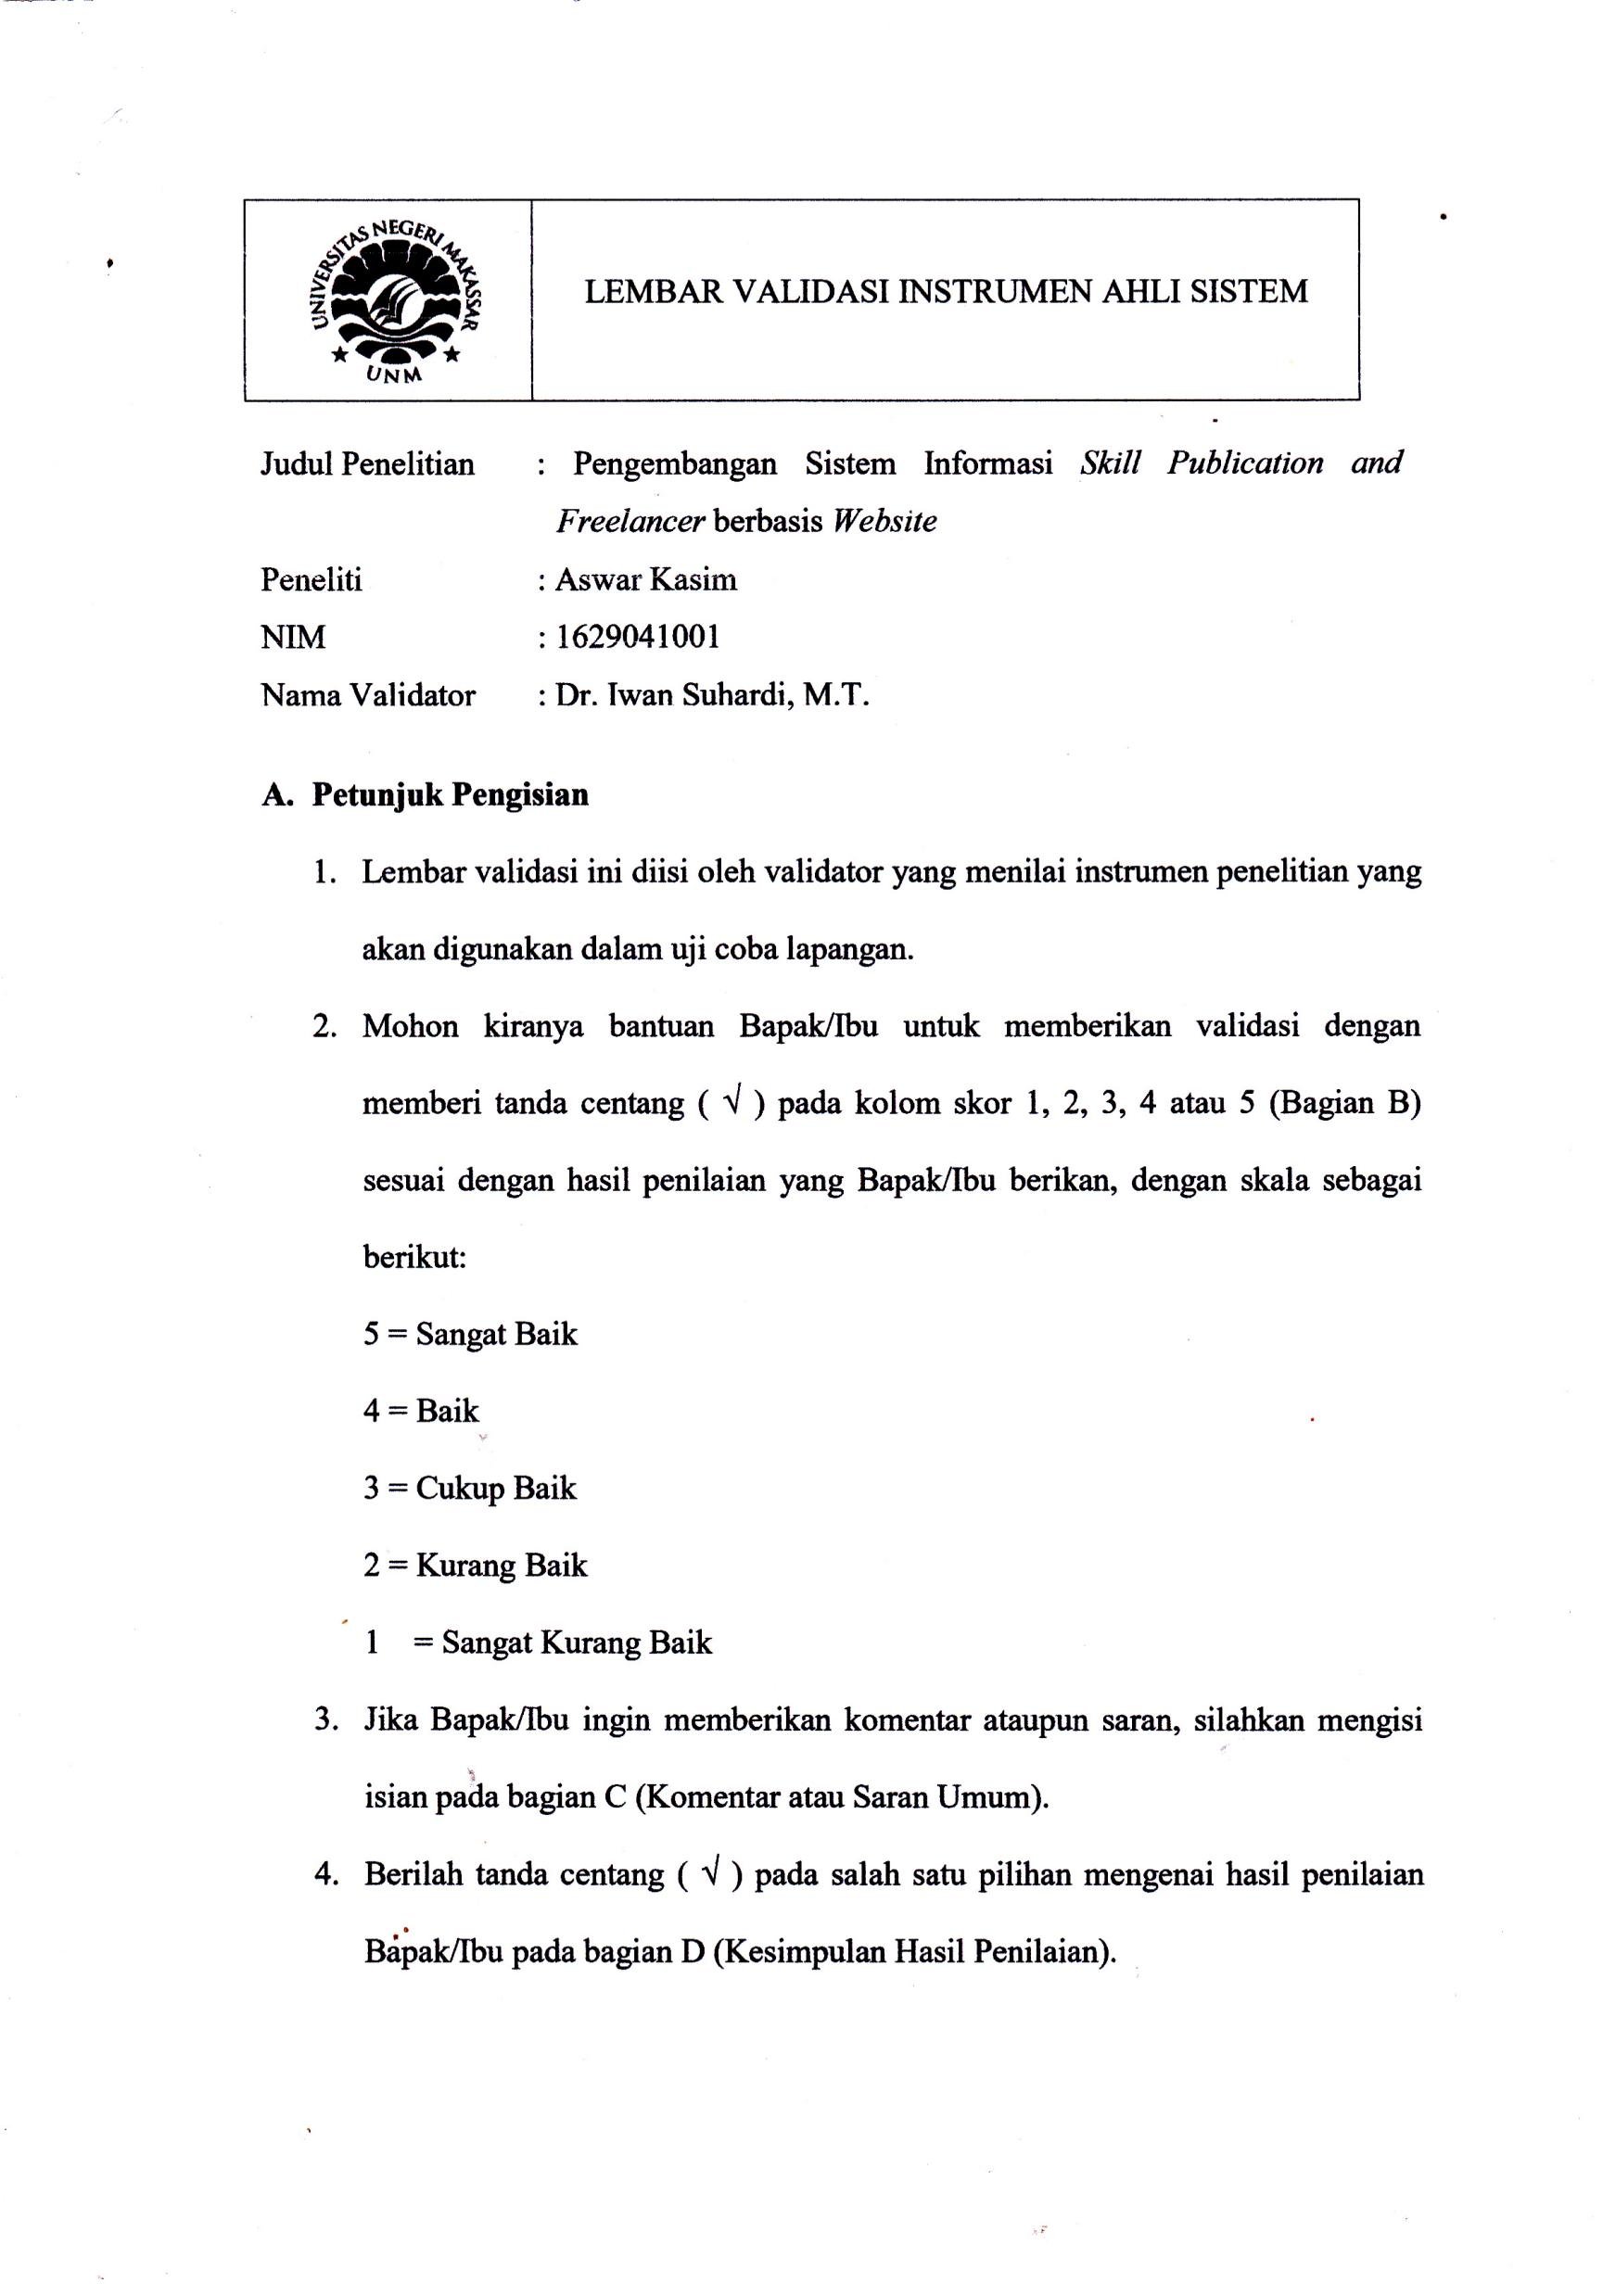 UNIVERSITAS NEGERI MAKASSAR
UNM
LEMBAR VALIDASI INSTRUMEN AHLI SISTEM
Judul Penelitian : Pengembangan Sistem Informasi Skill Publication and
Freelancer berbasis Website
Peneliti : Aswar Kasim
NIM : 1629041001
Nama Validator : Dr. Iwan Suhardi, M.T.
A. Petunjuk Pengisian
1. Lembar validasi ini diisi oleh validator yang menilai instrumen penelitian yang
akan digunakan dalam uji coba lapangan.
2. Mohon kiranya bantuan Bapak/Ibu untuk memberikan validasi dengan
memberi tanda centang ( √ ) pada kolom skor 1, 2, 3, 4 atau 5 (Bagian B)
sesuai dengan hasil penilaian yang Bapak/Ibu berikan, dengan skala sebagai
berikut:
5 = Sangat Baik
4 = Baik
3 = Cukup Baik
2 = Kurang Baik
1 = Sangat Kurang Baik
3. Jika Bapak/Ibu ingin memberikan komentar ataupun saran, silahkan mengisi
isian pada bagian C (Komentar atau Saran Umum).
4. Berilah tanda centang ( √ ) pada salah satu pilihan mengenai hasil penilaian
Bapak/Ibu pada bagian D (Kesimpulan Hasil Penilaian).